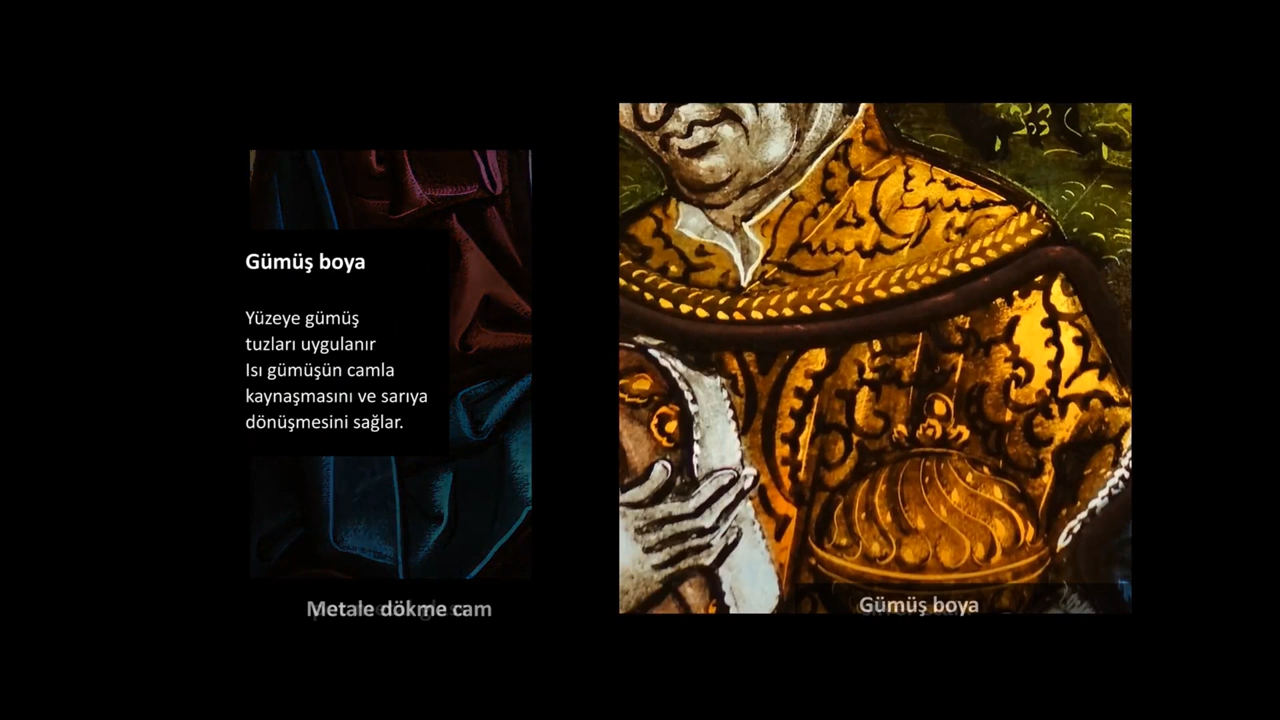 Gümüş boya
Yüzeye gümüş
tuzları uygulanır
Isı gümüşün camla
kaynaşmasını ve sarıya
dönüşmesini sağlar.
Metale dökme cam
Gümüş boya